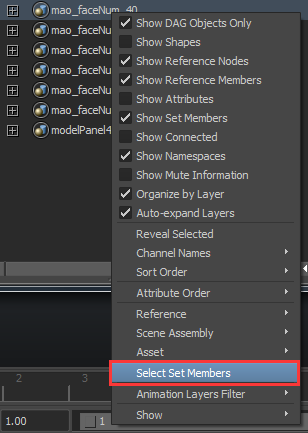 mao_faceNum_40
mao_faceNu
mao_faceNu
mao_faceNu
mao_faceNu
mao_faceNu
modelPanel4
Show DAG Objects Only
Show Shapes
Show Reference Nodes
Show Reference Members
Show Attributes
Show Set Members
Show Connected
Show Namespaces
Show Mute Information
Organize by Layer
Auto-expand Layers
Reveal Selected
Channel Names
Sort Order
Attribute Order
Reference
Scene Assembly
Asset
Select Set Members
Animation Layers Filter
Show
2
3
1.00
1